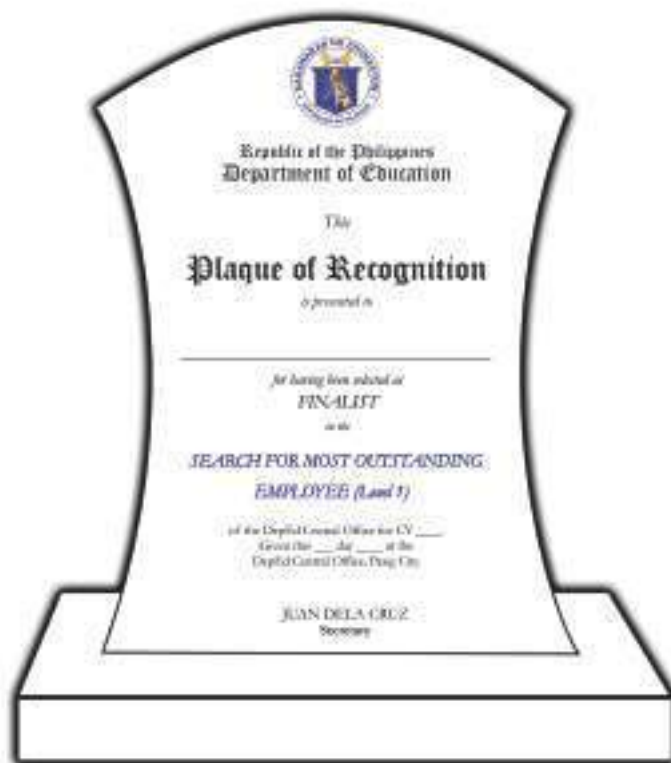 Republic of the Philippines
Department of Education
This
Plaque of Recognition
is presented to
for having been selected as
FINALIST
in the
SEARCH FOR MOST OUTSTANDING
EMPLOYEE (Level 1)
of the DepEd Central Office for CY ____
Given this ___ day ____ at the
DepEd Central Office, Pasig City
JUAN DELA CRUZ
Secretary